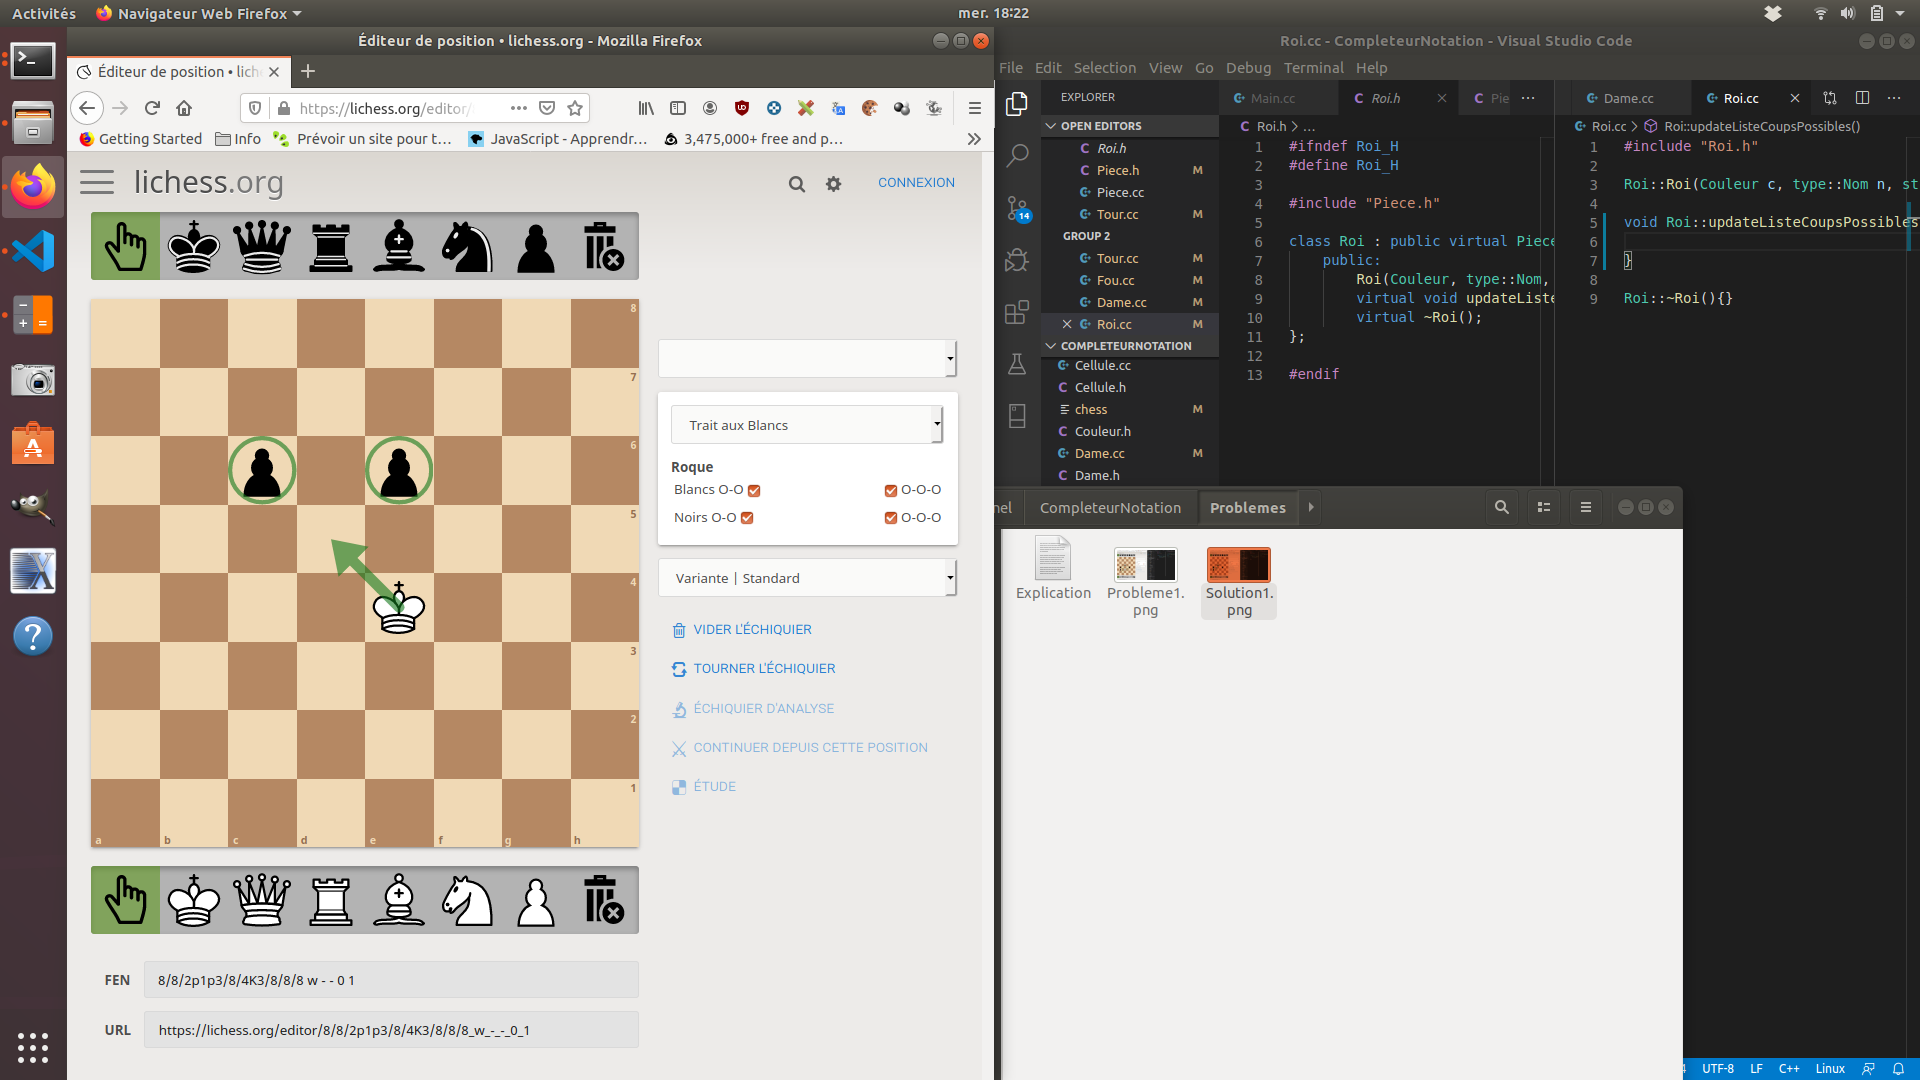 Activités
Navigateur Web Firefox
mer. 18:22
Éditeur de position • lichess.org - Mozilla Firefox
Éditeur de position • lich
https://lichess.org/editor/
Getting Started
Info
Prévoir un site pour t…
JavaScript - Apprendr…
3,475,000+ free and p…
lichess.org
CONNEXION
8
7
6
5
4
3
2
1
a b c d e f g h
Trait aux Blancs
Roque
Blancs O-O
O-O-O
Noirs O-O
O-O-O
Variante | Standard
VIDER L'ÉCHIQUIER
TOURNER L'ÉCHIQUIER
ÉCHIQUIER D'ANALYSE
CONTINUER DEPUIS CETTE POSITION
ÉTUDE
FEN
8/8/2p1p3/8/4K3/8/8/8 w - - 0 1
URL
https://lichess.org/editor/8/8/2p1p3/8/4K3/8/8/8_w_-_-_0_1
Roi.cc - CompleteurNotation - Visual Studio Code
File Edit Selection View Go Debug Terminal Help
14
EXPLORER
OPEN EDITORS
Roi.h
Piece.h M
Piece.cc
Tour.cc M
GROUP 2
Tour.cc M
Fou.cc M
Dame.cc M
Roi.cc M
COMPLETEURNOTATION
Cellule.cc
Cellule.h
chess M
Couleur.h
Dame.cc M
Dame.h
Main.cc
Roi.h
Pie
Roi.h > ...
1 #ifndef Roi_H
2 #define Roi_H
3
4 #include "Piece.h"
5
6 class Roi : public virtual Piece
7 public:
8 Roi(Couleur, type::Nom,
9 virtual void updateListe
10 virtual ~Roi();
11 };
12
13 #endif
Dame.cc
Roi.cc
Roi.cc > Roi::updateListeCoupsPossibles()
1 #include "Roi.h"
2
3 Roi::Roi(Couleur c, type::Nom n, st
4
5 void Roi::updateListeCoupsPossibles
6
7 }
8
9 Roi::~Roi(){}
nel
CompleteurNotation
Problemes
Explication
Probleme1.
png
Solution1.
png
4
UTF-8
LF
C++
Linux